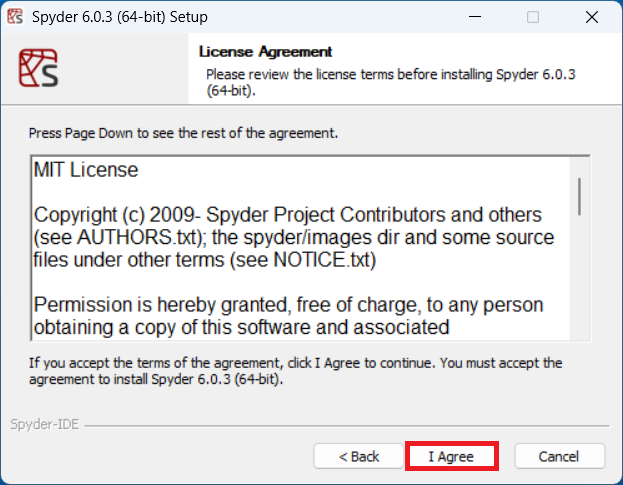 Spyder 6.0.3 (64-bit) Setup
License Agreement
Please review the license terms before installing Spyder 6.0.3
(64-bit).
Press Page Down to see the rest of the agreement.
MIT License
Copyright (c) 2009- Spyder Project Contributors and others
(see AUTHORS.txt); the spyder/images dir and some source
files under other terms (see NOTICE.txt)
Permission is hereby granted, free of charge, to any person
obtaining a copy of this software and associated
If you accept the terms of the agreement, click I Agree to continue. You must accept the
agreement to install Spyder 6.0.3 (64-bit).
Spyder-IDE
< Back
I Agree
Cancel